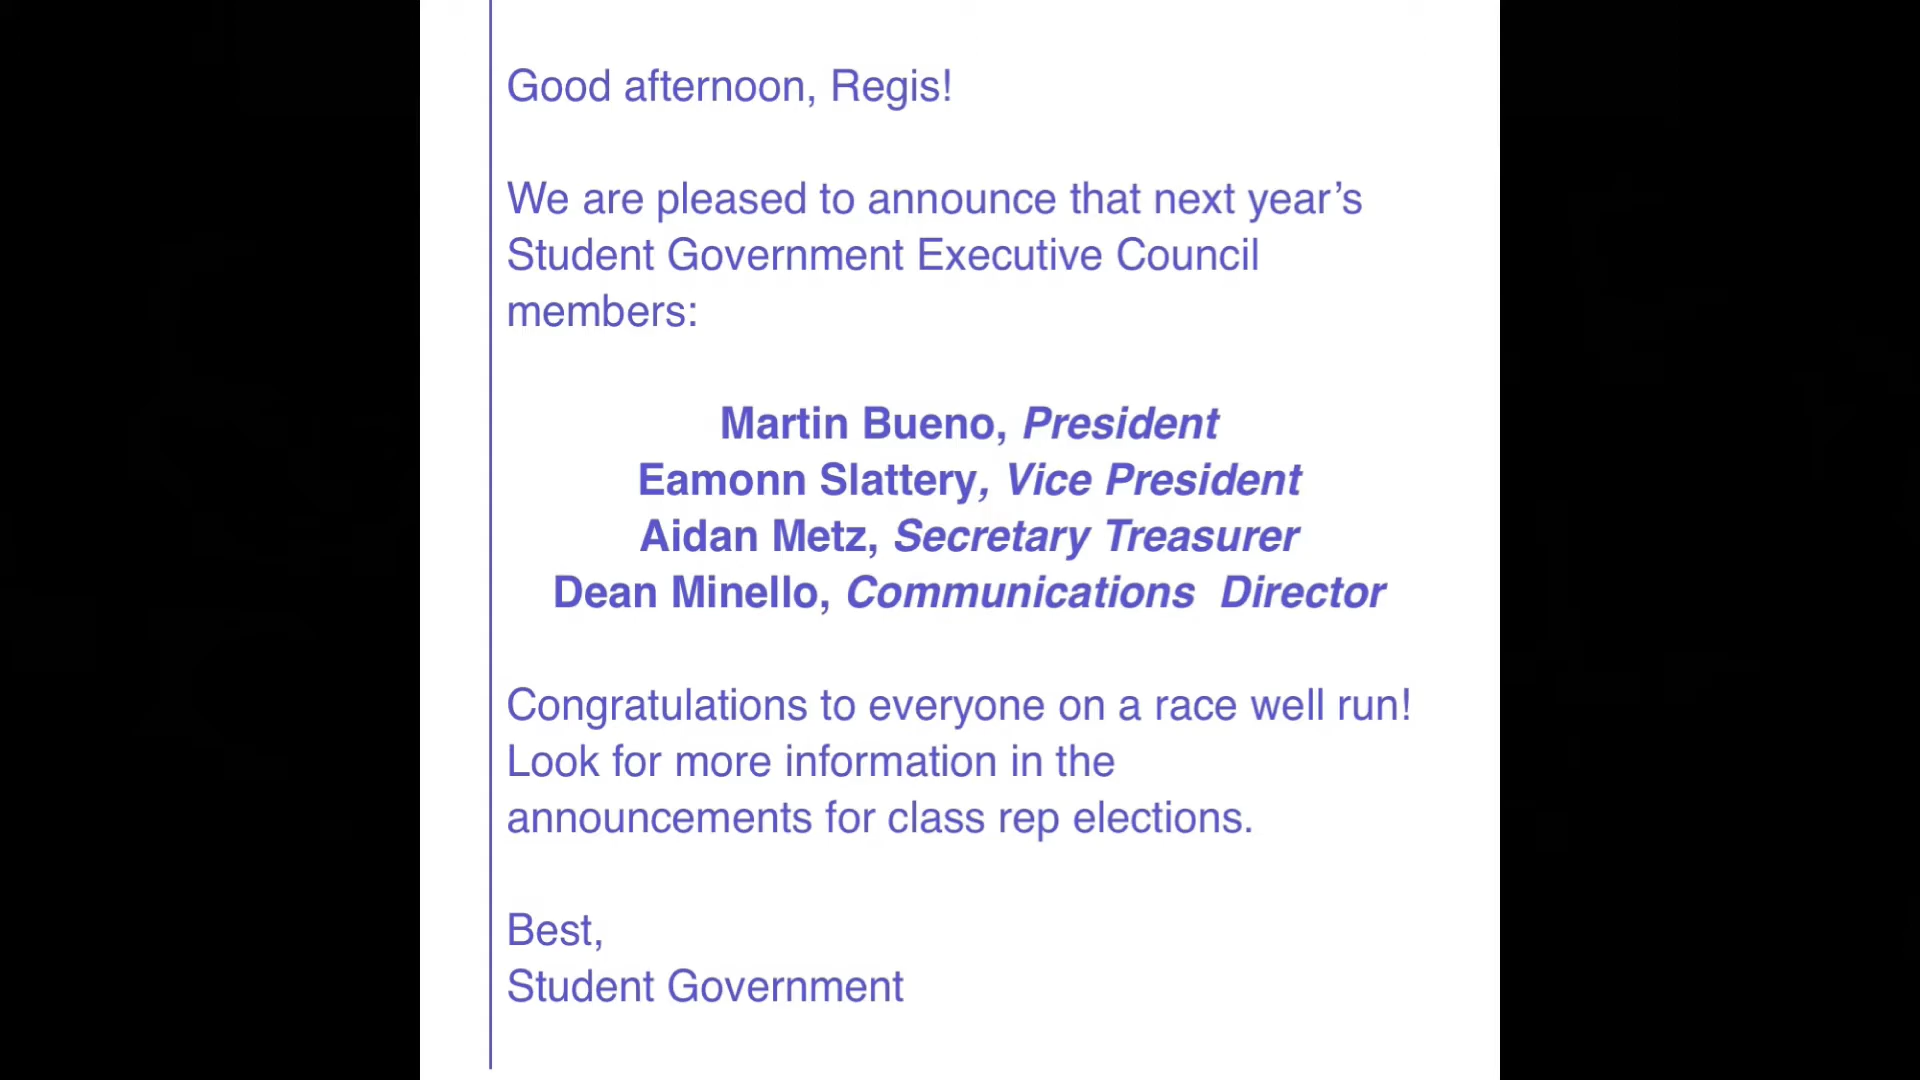 Good afternoon, Regis!
We are pleased to announce that next year’s
Student Government Executive Council
members:
Martin Bueno, President
Eamonn Slattery, Vice President
Aidan Metz, Secretary Treasurer
Dean Minello, Communications  Director
Congratulations to everyone on a race well run!
Look for more information in the
announcements for class rep elections.
Best,
Student Government